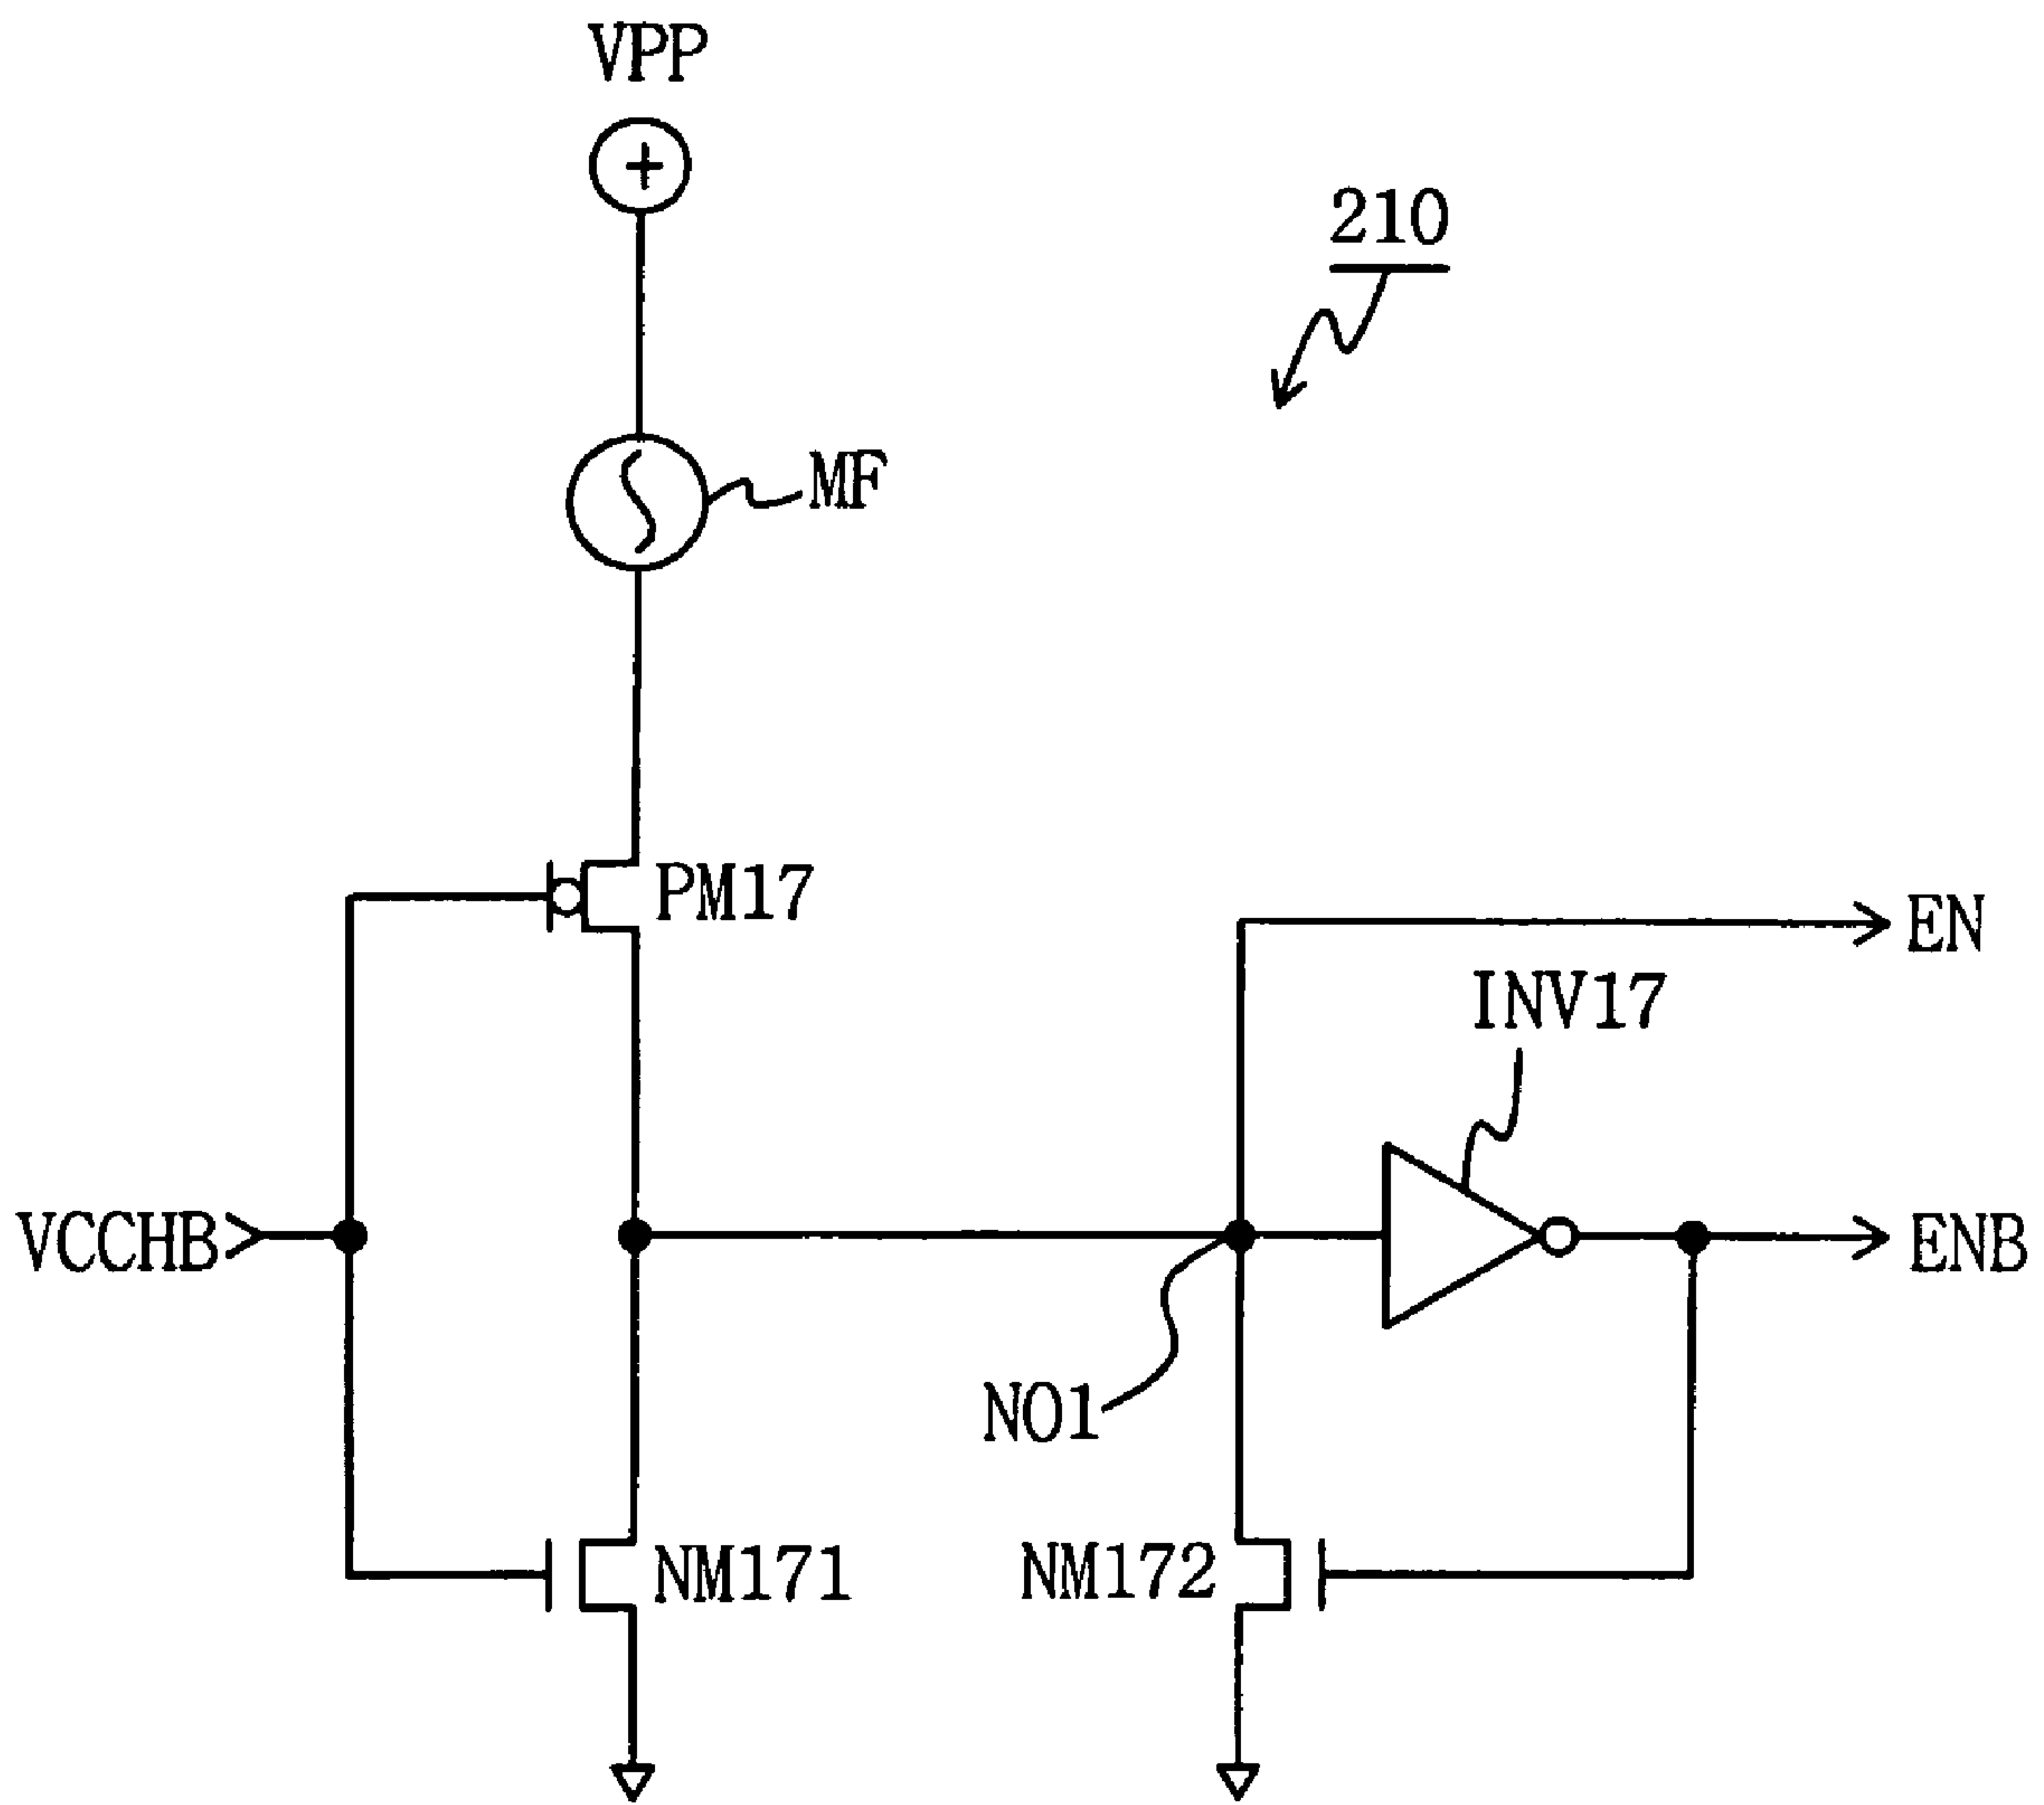 VPP
+
210
MF
PM17
EN
INV17
VCCHB
ENB
NO1
NM171
NM172